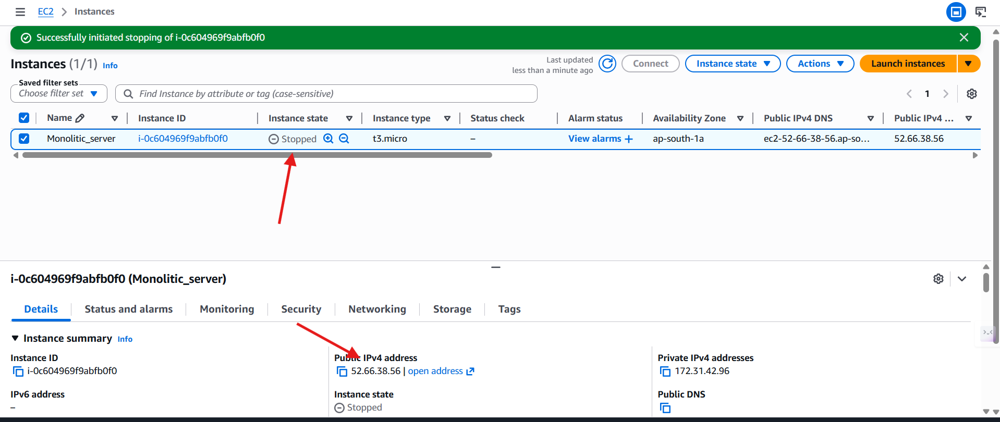 EC2 > Instances
Successfully initiated stopping of i-0c604969f9abfb0f0
Instances (1/1) Info
Last updated
less than a minute ago
Connect
Instance state
Actions
Launch instances
Saved filter sets
Choose filter set
Find Instance by attribute or tag (case-sensitive)
1
Name
Instance ID
Instance state
Instance type
Status check
Alarm status
Availability Zone
Public IPv4 DNS
Public IPv4 ...
Monolitic_server
i-0c604969f9abfb0f0
Stopped
t3.micro
–
View alarms +
ap-south-1a
ec2-52-66-38-56.ap-so...
52.66.38.56
i-0c604969f9abfb0f0 (Monolitic_server)
Details
Status and alarms
Monitoring
Security
Networking
Storage
Tags
Instance summary Info
Instance ID
i-0c604969f9abfb0f0
Public IPv4 address
52.66.38.56 | open address
Private IPv4 addresses
172.31.42.96
IPv6 address
–
Instance state
Stopped
Public DNS